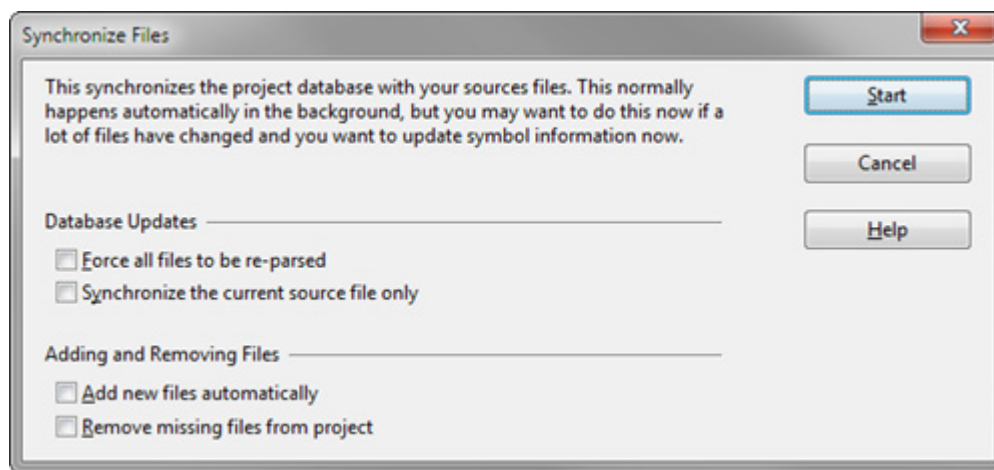 Synchronize Files
This synchronizes the project database with your sources files. This normally
happens automatically in the background, but you may want to do this now if a
lot of files have changed and you want to update symbol information now.
Start
Cancel
Help
Database Updates
Force all files to be re-parsed
Synchronize the current source file only
Adding and Removing Files
Add new files automatically
Remove missing files from project